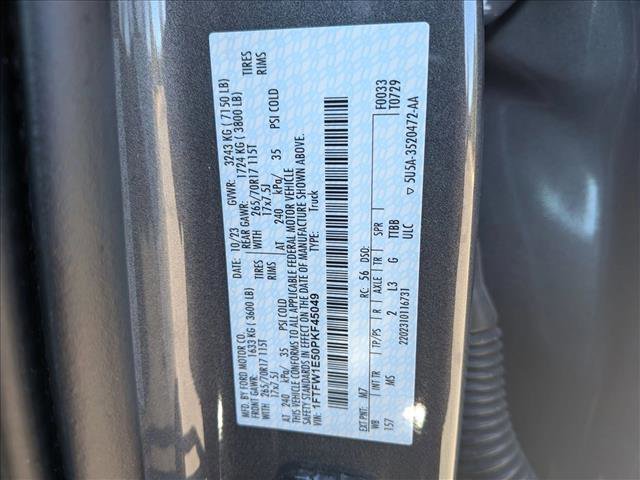 MFD. BY FORD MOTOR CO.
DATE: 10/23 GVWR: 3243 KG ( 7150 LB)
FRONT GAWR: 1633 KG (3600 LB) REAR GAWR: 1724 KG ( 3800 LB)
WITH 265/70R17 115T TIRES WITH 265/70R17 115T TIRES
17x7.5J RIMS 17x7.5J RIMS
AT 240 kPa/ 35 PSI COLD AT 240 kPa/ 35 PSI COLD
THIS VEHICLE CONFORMS TO ALL APPLICABLE FEDERAL MOTOR VEHICLE
SAFETY STANDARDS IN EFFECT ON THE DATE OF MANUFACTURE SHOWN ABOVE.
VIN: 1FTFW1E50PKF45049 TYPE: Truck
F0033
T0729
EXT PNT: M7 RC: 56 DSO:
WB INT TR TP/PS R AXLE TR SPR
157 MS 2 L3 G TTBB
ULC
220231011673I 5U5A-3520472-AA